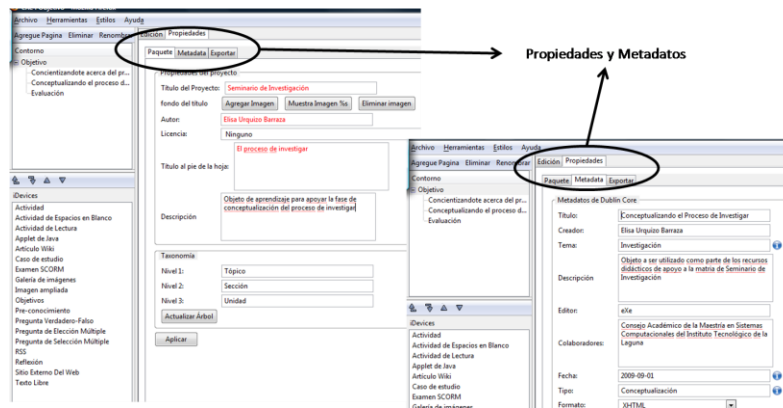 Archivo Herramientas Estilos Ayuda
Agregue Pagina Eliminar Renombrar
Edición Propiedades
Contorno
Objetivo
Concientizandote acerca del pr...
Conceptualizando el proceso d...
Evaluación
Paquete Metadata Exportar
Propiedades del proyecto
Título del Proyecto: Seminario de Investigación
fondo del título Agregar Imagen Muestra Imagen %s Eliminar imagen
Autor: Elisa Urquizo Barraza
Licencia: Ninguno
Título al pie de la hoja: El proceso de investigar
Descripción
Objeto de aprendizaje para apoyar la fase de
conceptualización del proceso de investigar
Taxonomía
Nivel 1: Tópico
Nivel 2: Sección
Nivel 3: Unidad
Actualizar Árbol
Aplicar
iDevices
Actividad
Actividad de Espacios en Blanco
Actividad de Lectura
Applet de Java
Artículo Wiki
Caso de estudio
Examen SCORM
Galería de imágenes
Imagen ampliada
Objetivos
Pre-conocimiento
Pregunta Verdadero-Falso
Pregunta de Elección Múltiple
Pregunta de Selección Múltiple
RSS
Reflexión
Sitio Externo Del Web
Texto Libre
Propiedades y Metadatos
Archivo Herramientas Estilos Ayuda
Agregue Pagina Eliminar Renombrar
Edición Propiedades
Contorno
Objetivo
Concientizandote acerca del pr...
Conceptualizando el proceso d...
Evaluación
Paquete Metadata Exportar
Metadatos de Dublin Core
Título: Conceptualizando el Proceso de Investigar
Creador: Elisa Urquizo Barraza
Tema: Investigación
Descripción
Objeto a ser utilizado como parte de los recursos
didácticos de apoyo a la matria de Seminario de
Investigación
Editor: eXe
Colaboradores:
Consejo Académico de la Maestría en Sistemas
Computacionales del Instituto Tecnológico de la
Laguna
Fecha: 2009-09-01
Tipo: Conceptualización
Formato: XHTML
iDevices
Actividad
Actividad de Espacios en Blanco
Actividad de Lectura
Applet de Java
Artículo Wiki
Caso de estudio
Examen SCORM
Galería de imágenes